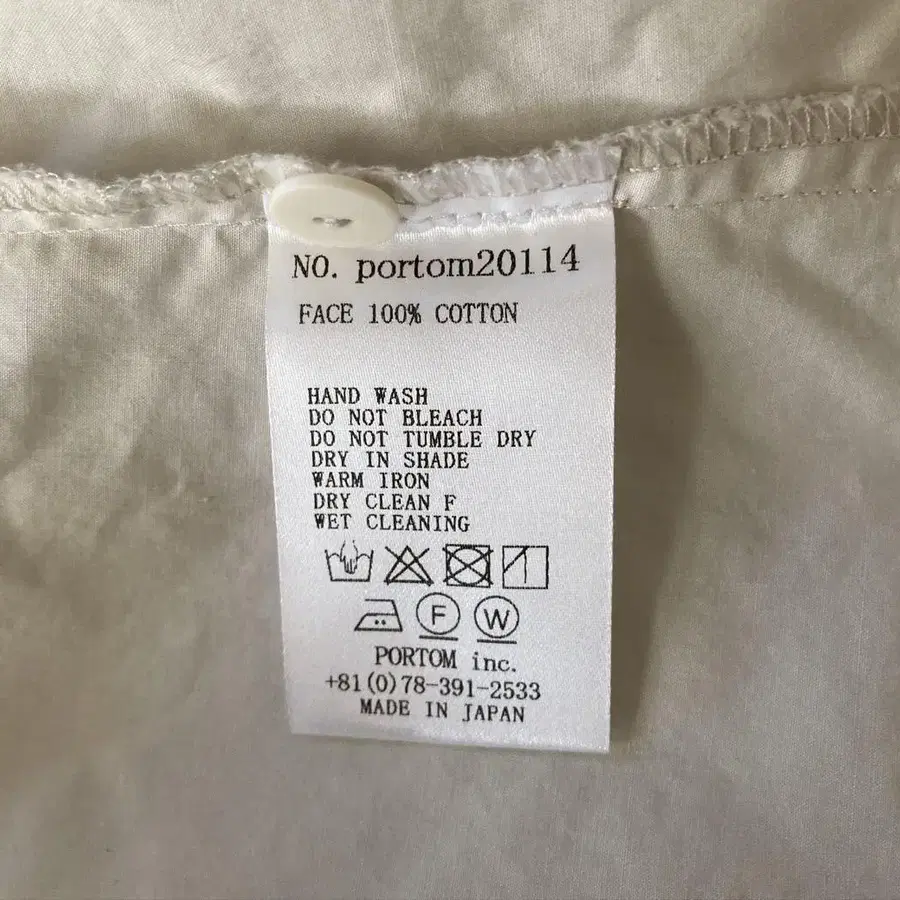 NO. portom20114
FACE 100% COTTON
HAND WASH
DO NOT BLEACH
DO NOT TUMBLE DRY
DRY IN SHADE
WARM IRON
DRY CLEAN F
WET CLEANING
F W
PORTOM inc.
+81(0)78-391-2533
MADE IN JAPAN